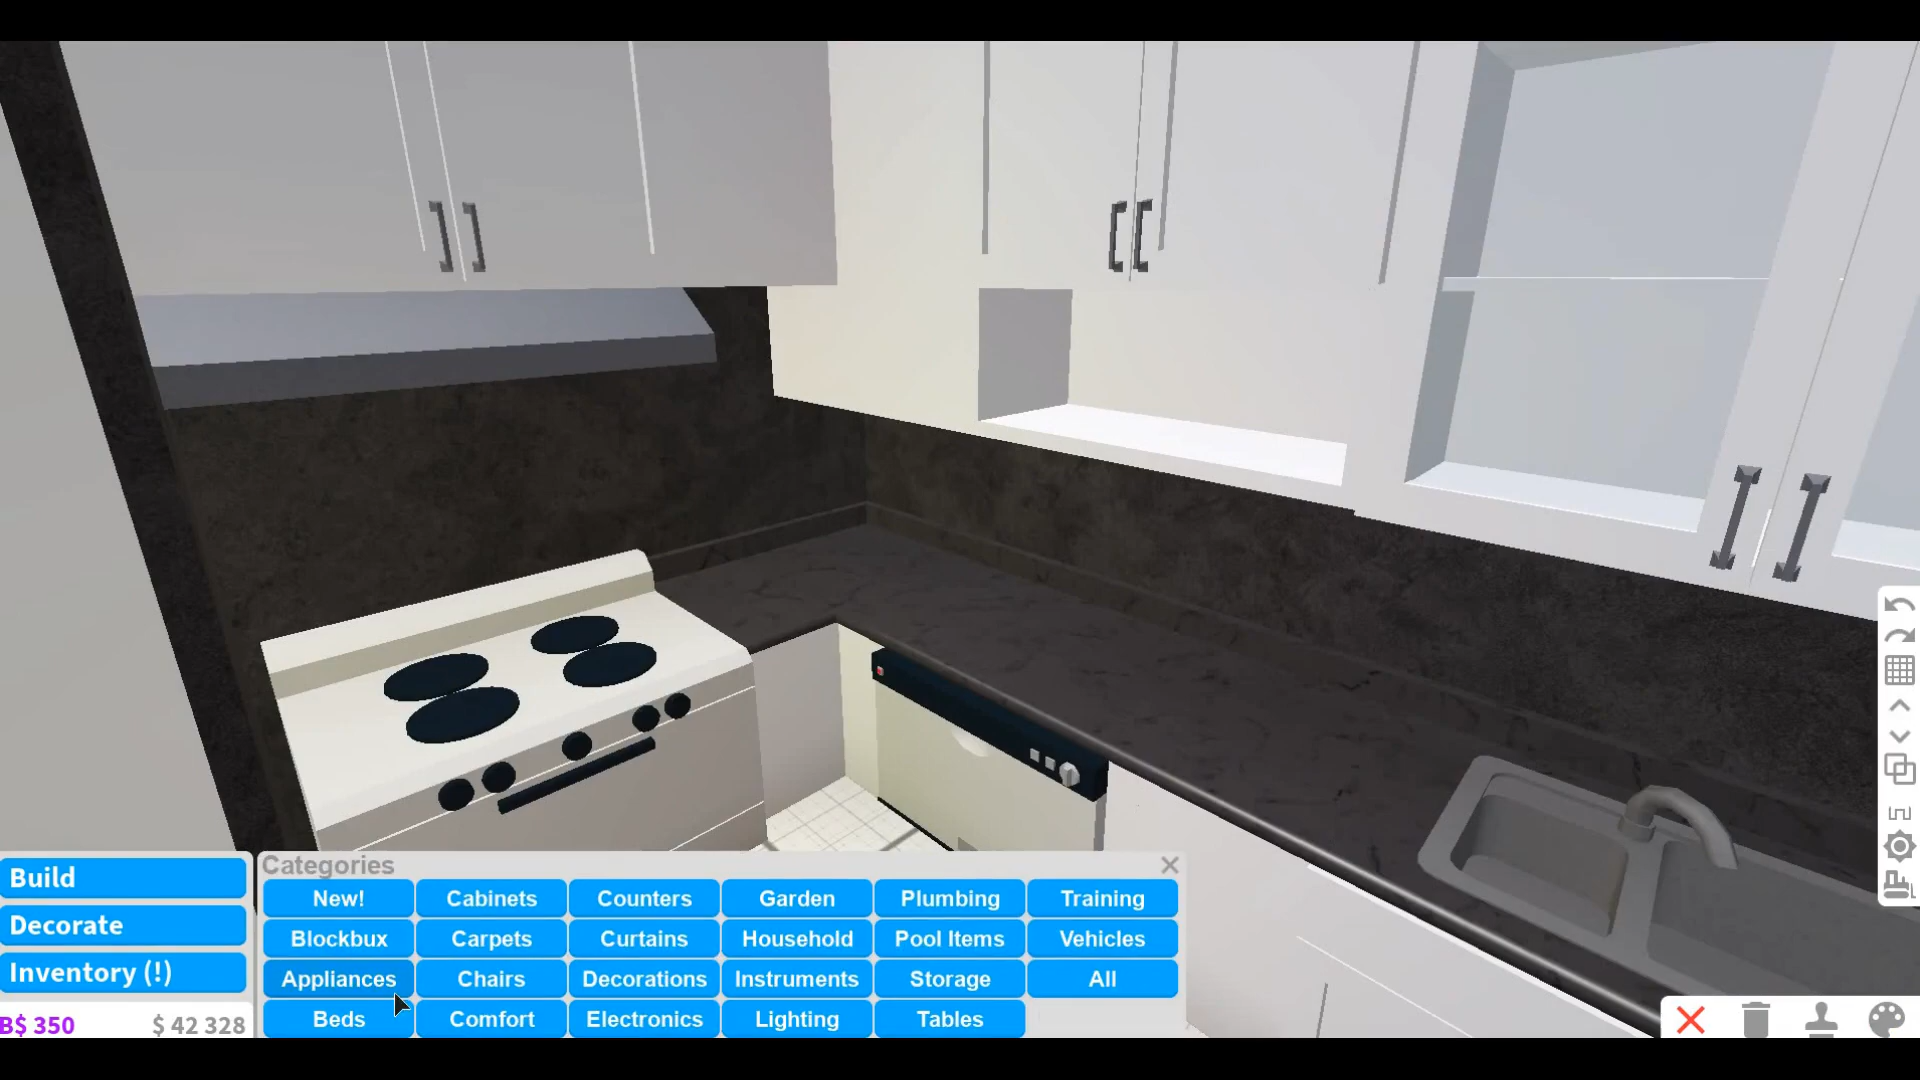 Build
Decorate
Inventory (!)
B$ 350 $ 42 328
Categories
New! Cabinets Counters Garden Plumbing Training
Blockbux Carpets Curtains Household Pool Items Vehicles
Appliances Chairs Decorations Instruments Storage All
Beds Comfort Electronics Lighting Tables